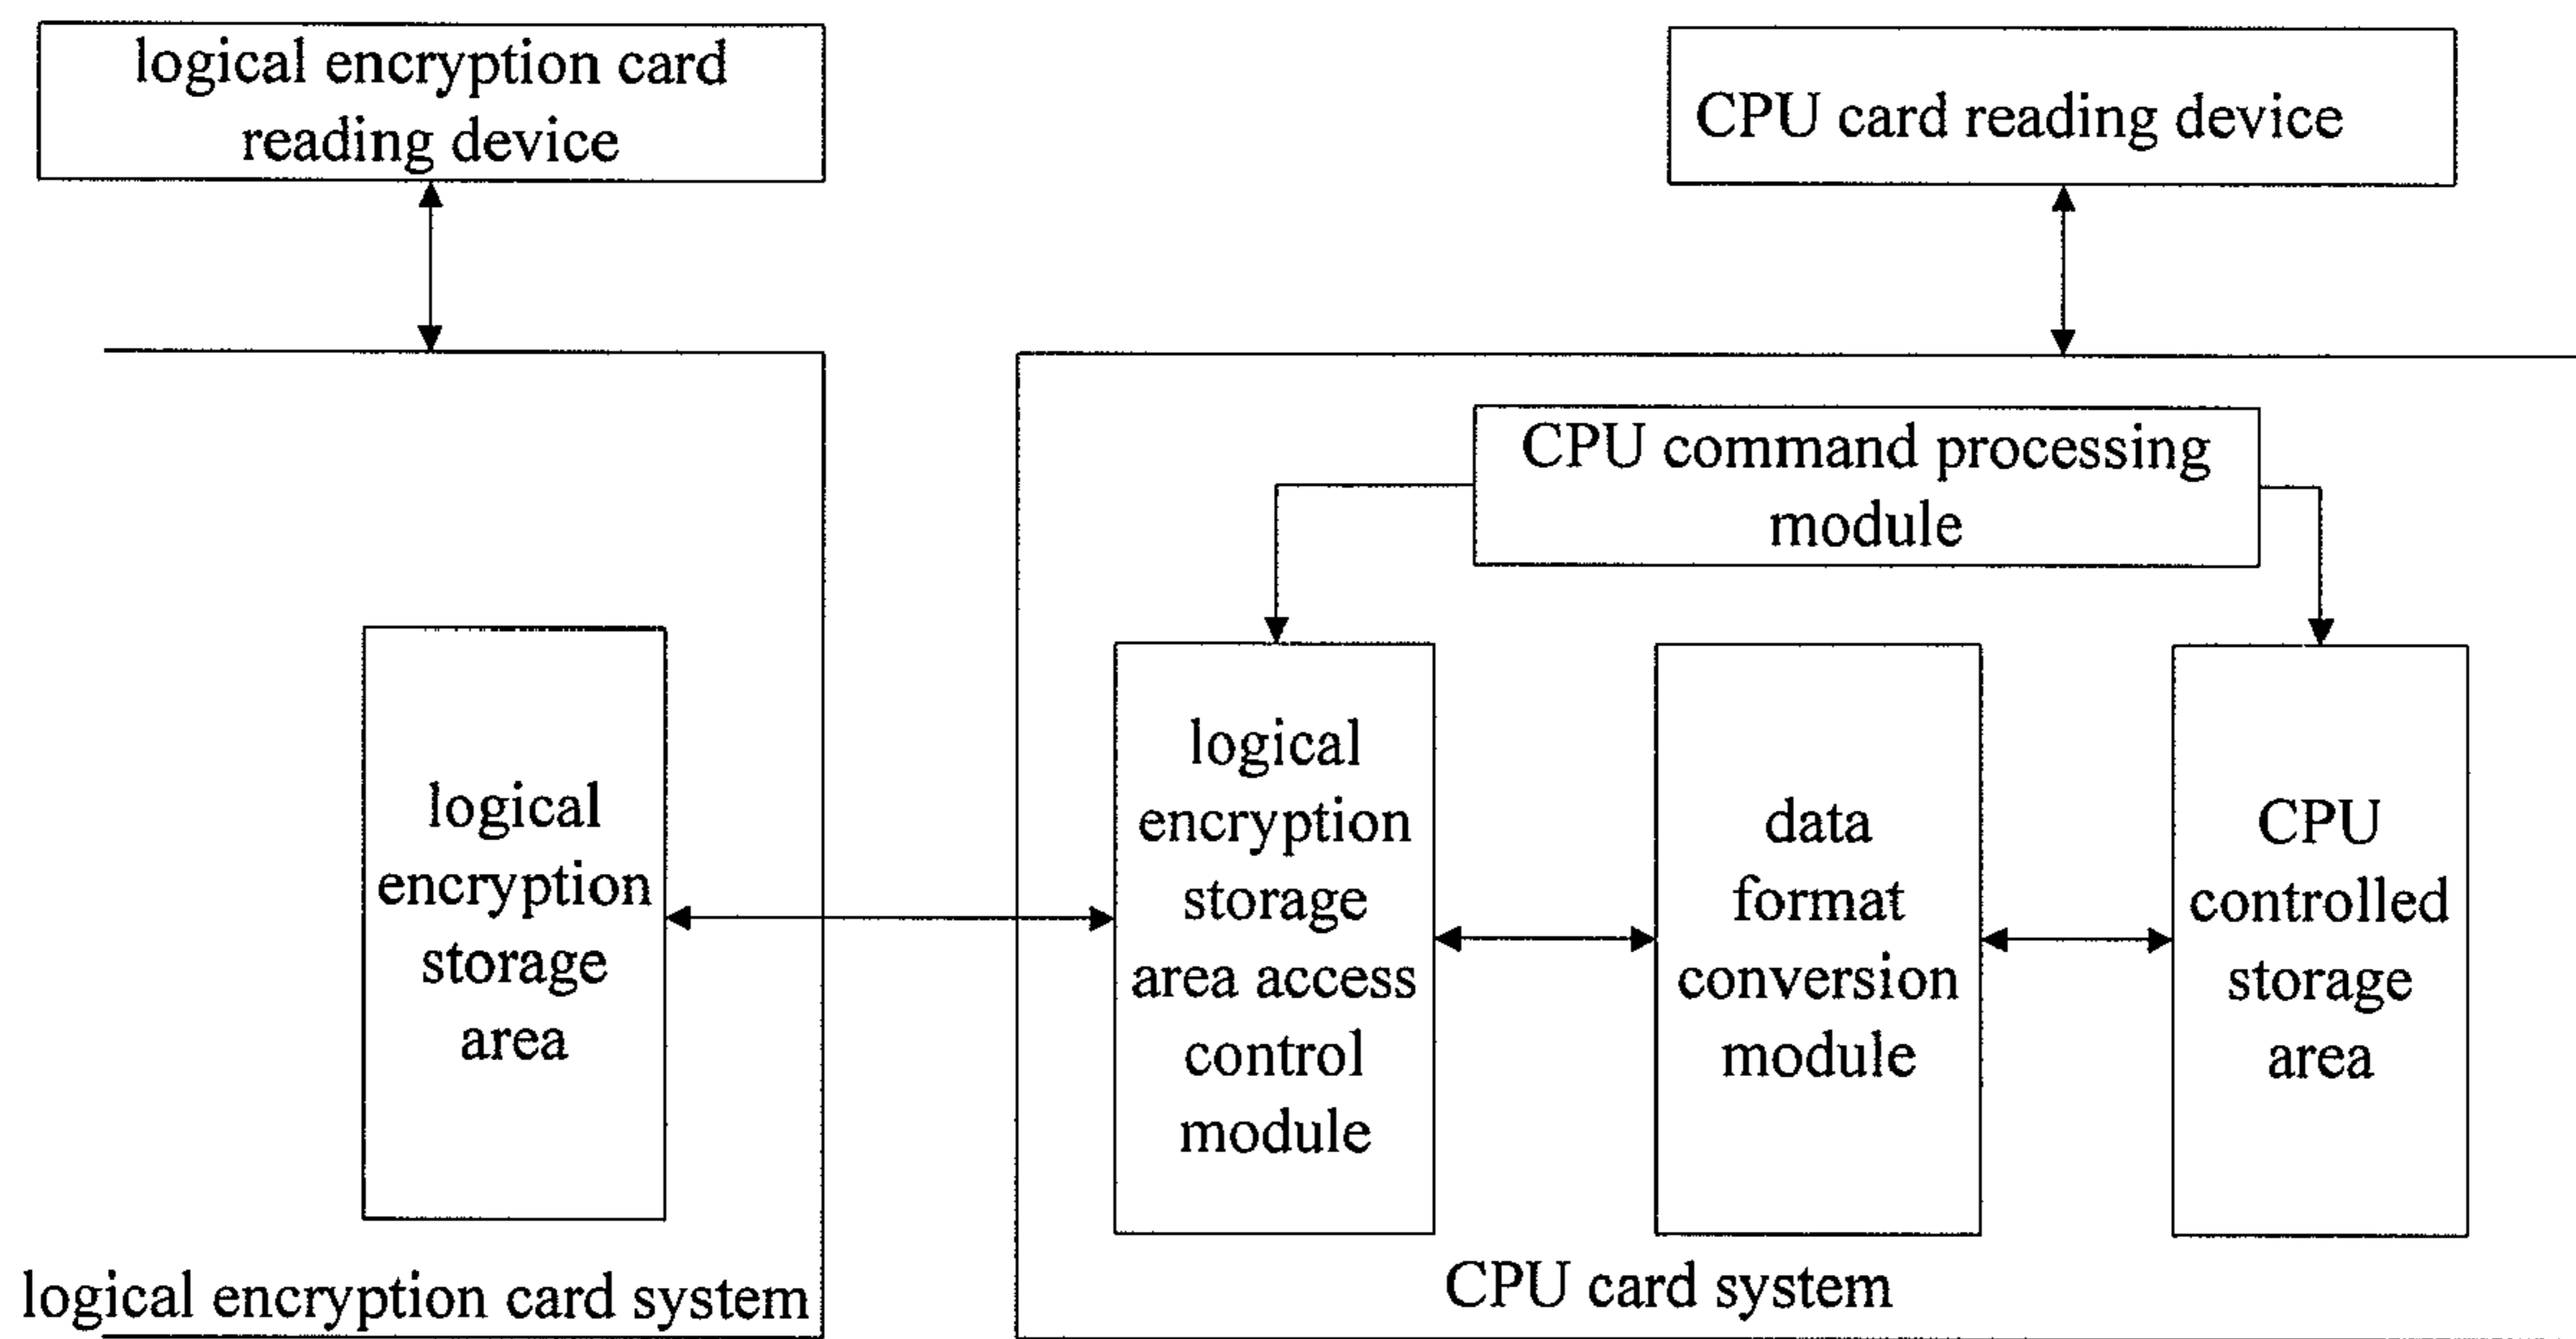 logical encryption card
reading device
CPU card reading device
CPU command processing
module
logical
encryption
storage
area
logical
encryption
storage
area access
control
module
data
format
conversion
module
CPU
controlled
storage
area
logical encryption card system
CPU card system